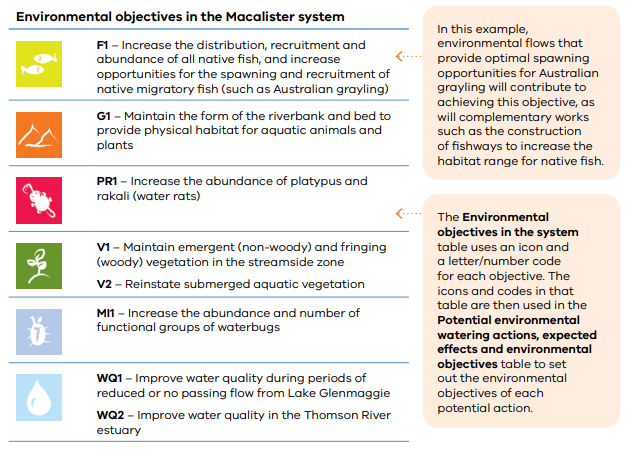 Environmental objectives in the Macalister system
F1 – Increase the distribution, recruitment and
abundance of all native fish, and increase
opportunities for the spawning and recruitment of
native migratory fish (such as Australian grayling)
G1 – Maintain the form of the riverbank and bed to
provide physical habitat for aquatic animals and
plants
PR1 – Increase the abundance of platypus and
rakali (water rats)
V1 – Maintain emergent (non-woody) and fringing
(woody) vegetation in the streamside zone
V2 – Reinstate submerged aquatic vegetation
MI1 – Increase the abundance and number of
functional groups of waterbugs
WQ1 – Improve water quality during periods of
reduced or no passing flow from Lake Glenmaggie
WQ2 – Improve water quality in the Thomson River
estuary
In this example,
environmental flows that
provide optimal spawning
opportunities for Australian
grayling will contribute to
achieving this objective, as
will complementary works
such as the construction
of fishways to increase the
habitat range for native fish.
The Environmental
objectives in the system
table uses an icon and
a letter/number code
for each objective. The
icons and codes in that
table are then used in the
Potential environmental
watering actions, expected
effects and environmental
objectives table to set
out the environmental
objectives of each
potential action.